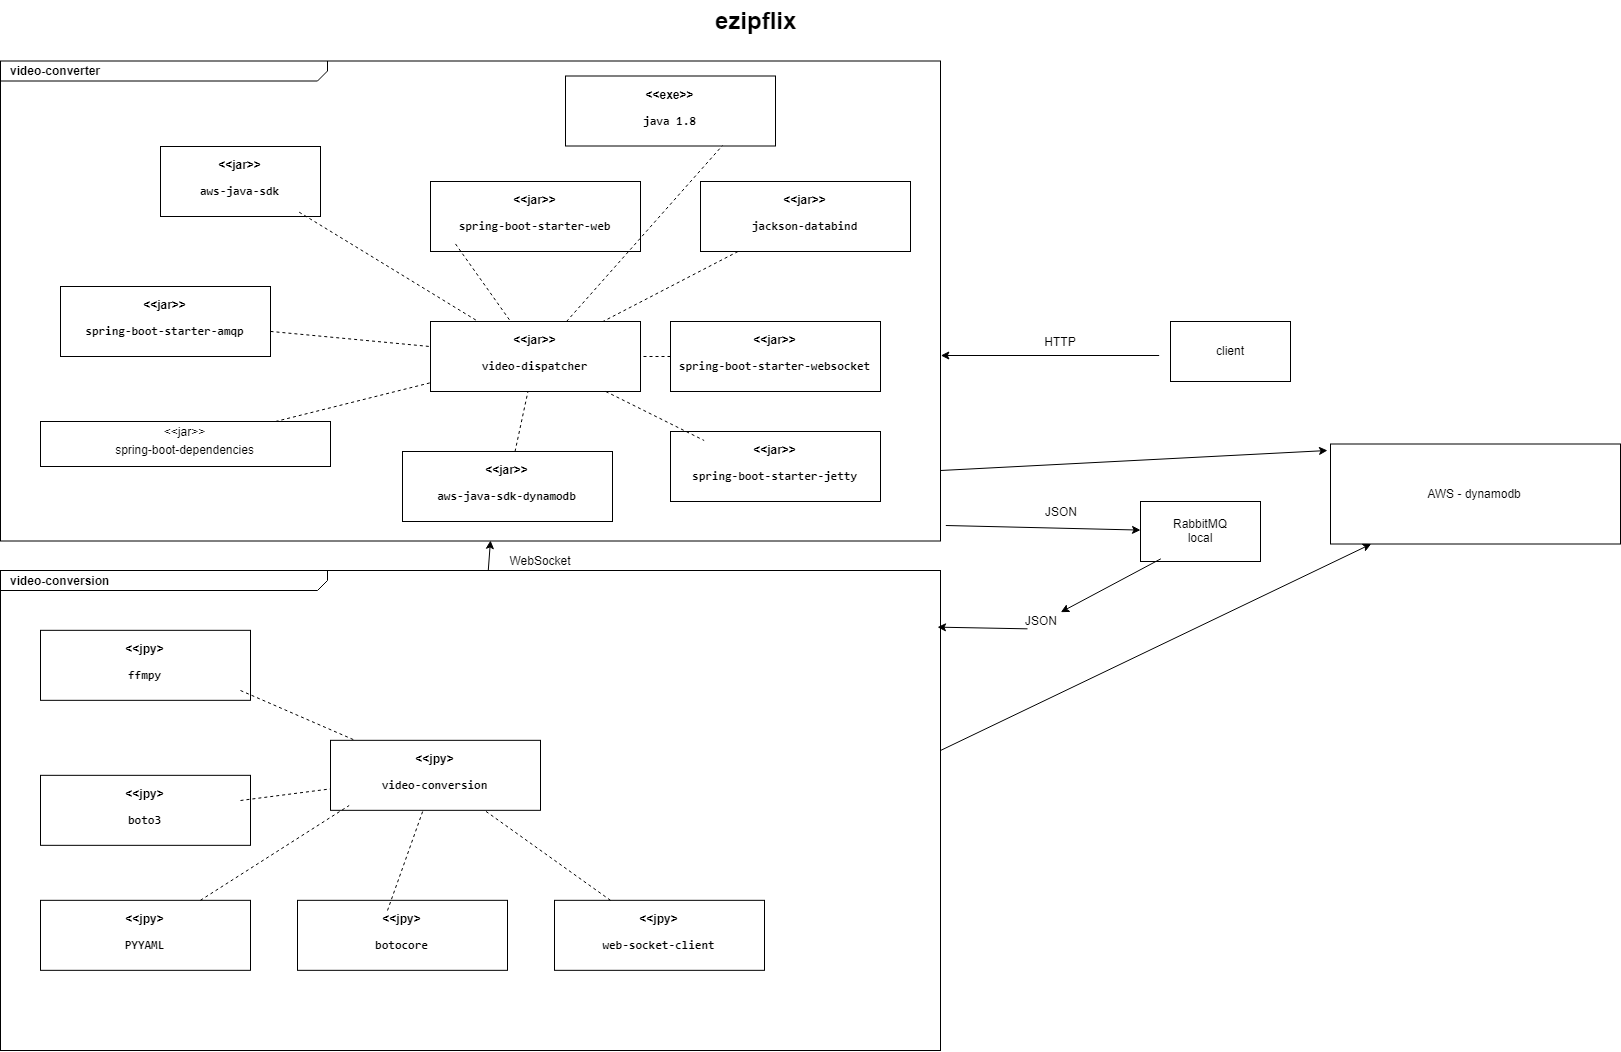 ezipflix
video-converter
<<exe>>
java 1.8
<<jar>>
aws-java-sdk
<<jar>>
spring-boot-starter-web
<<jar>>
jackson-databind
<<jar>>
spring-boot-starter-amqp
<<jar>>
video-dispatcher
<<jar>>
spring-boot-starter-websocket
HTTP
client
<<jar>>
spring-boot-dependencies
<<jar>>
aws-java-sdk-dynamodb
<<jar>>
spring-boot-starter-jetty
AWS - dynamodb
JSON
RabbitMQ
local
WebSocket
video-conversion
JSON
<<jpy>>
ffmpy
<<jpy>>
video-conversion
<<jpy>>
boto3
<<jpy>>
PYYAML
<<jpy>>
botocore
<<jpy>>
web-socket-client